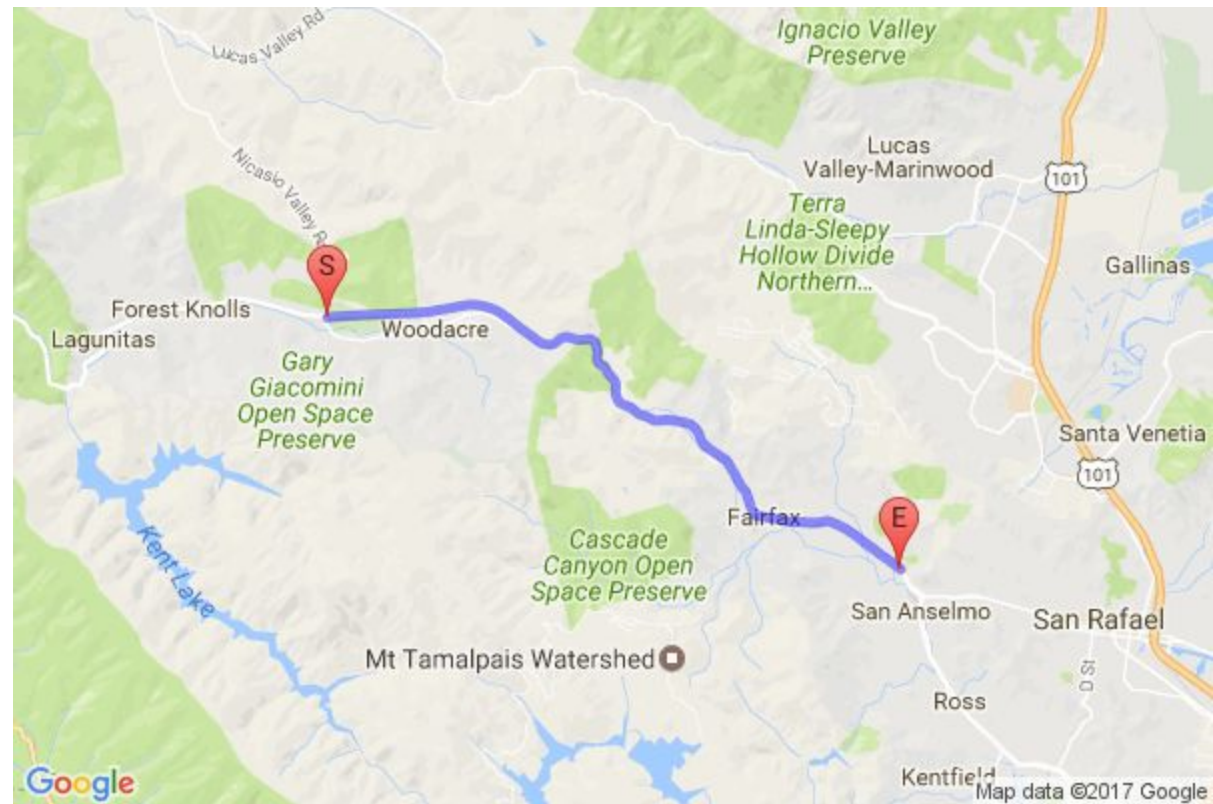 Lucas Valley Rd
Ignacio Valley
Preserve
Lucas
Valley-Marinwood
101
Nicasio Valley R
Terra
Linda-Sleepy
Hollow Divide
Northern...
S
Gallinas
Forest Knolls
Woodacre
Lagunitas
Gary
Giacomini
Open Space
Preserve
Santa Venetia
101
Fairfax
E
Cascade
Canyon Open
Space Preserve
Kent Lake
San Anselmo
San Rafael
Mt Tamalpais Watershed
D St
Ross
Kentfield
Google
Map data ©2017 Google